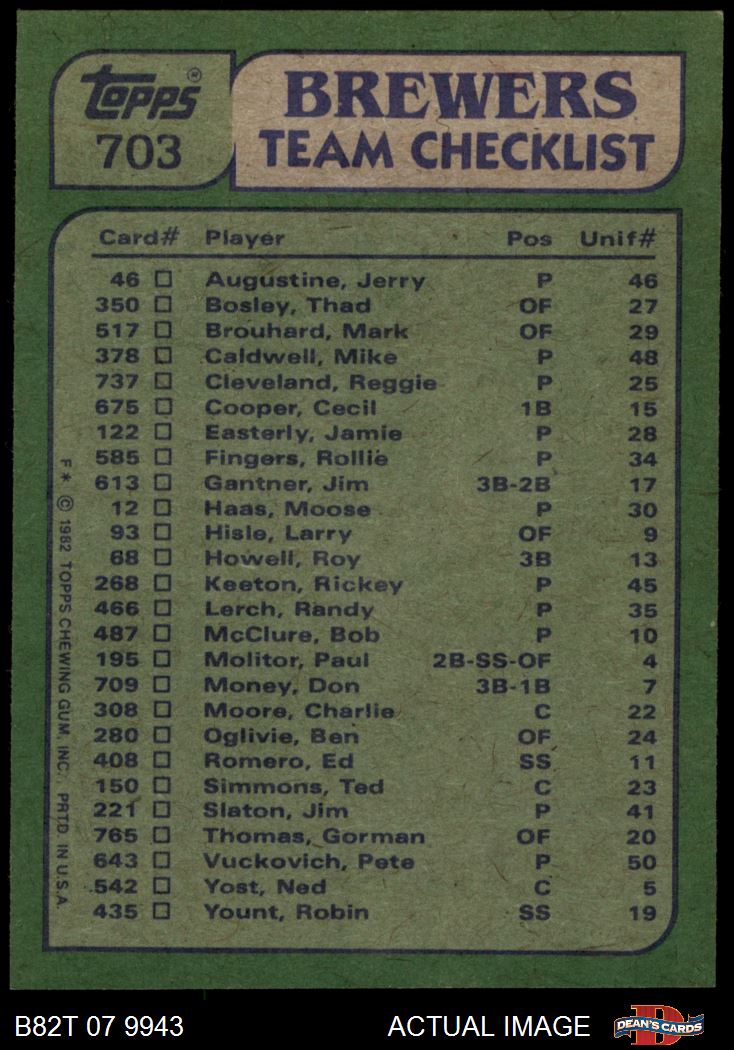 Topps® BREWERS
703 TEAM CHECKLIST
Card# Player Pos Unif#
46 Augustine, Jerry P 46
350 Bosley, Thad OF 27
517 Brouhard, Mark OF 29
378 Caldwell, Mike P 48
737 Cleveland, Reggie P 25
675 Cooper, Cecil 1B 15
122 Easterly, Jamie P 28
585 Fingers, Rollie P 34
613 Gantner, Jim 3B-2B 17
12 Haas, Moose P 30
93 Hisle, Larry OF 9
68 Howell, Roy 3B 13
268 Keeton, Rickey P 45
466 Lerch, Randy P 35
487 McClure, Bob P 10
195 Molitor, Paul 2B-SS-OF 4
709 Money, Don 3B-1B 7
308 Moore, Charlie C 22
280 Oglivie, Ben OF 24
408 Romero, Ed SS 11
150 Simmons, Ted C 23
221 Slaton, Jim P 41
765 Thomas, Gorman OF 20
643 Vuckovich, Pete P 50
542 Yost, Ned C 5
435 Yount, Robin SS 19
F* © 1982 TOPPS CHEWING GUM, INC., PRTD. IN U.S.A.
B82T 07 9943 ACTUAL IMAGE D DEAN'S CARDS